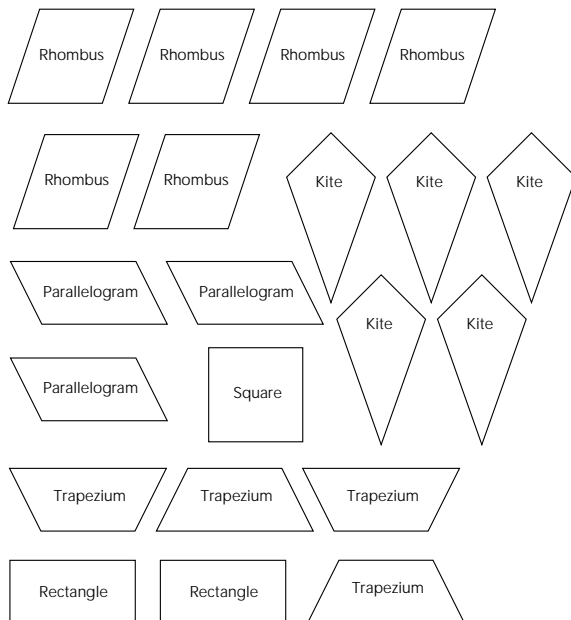 Rhombus Rhombus Rhombus Rhombus
Rhombus Rhombus
Kite Kite Kite
Parallelogram Parallelogram
Kite Kite
Parallelogram
Square
Trapezium Trapezium Trapezium
Rectangle Rectangle Trapezium